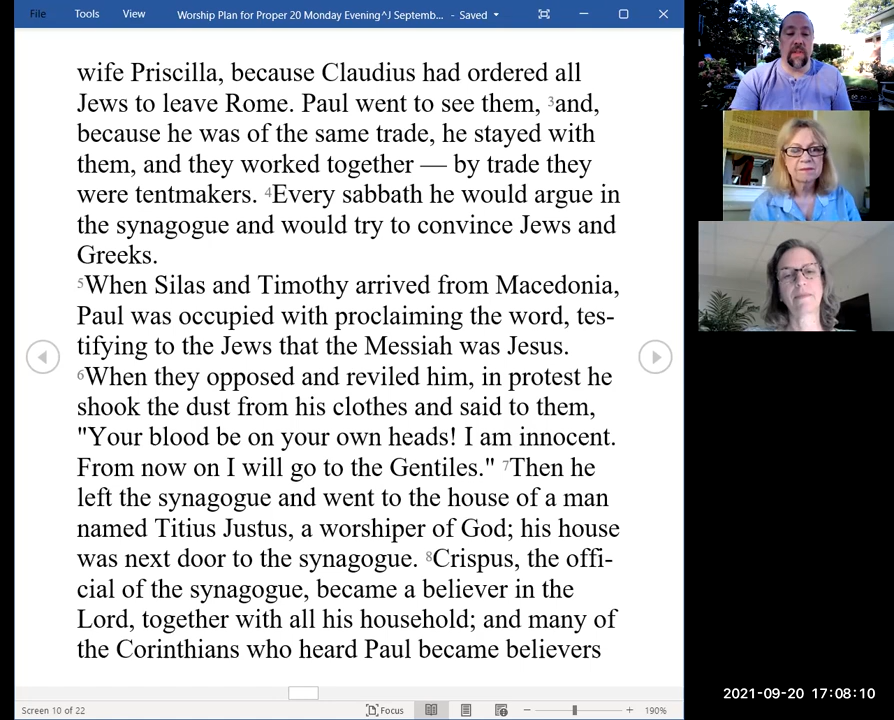 File Tools View Worship Plan for Proper 20 Monday Evening^J Septemb... - Saved
wife Priscilla, because Claudius had ordered all
Jews to leave Rome. Paul went to see them, 3and,
because he was of the same trade, he stayed with
them, and they worked together — by trade they
were tentmakers. 4Every sabbath he would argue in
the synagogue and would try to convince Jews and
Greeks.
5When Silas and Timothy arrived from Macedonia,
Paul was occupied with proclaiming the word, tes-
tifying to the Jews that the Messiah was Jesus.
6When they opposed and reviled him, in protest he
shook the dust from his clothes and said to them,
"Your blood be on your own heads! I am innocent.
From now on I will go to the Gentiles." 7Then he
left the synagogue and went to the house of a man
named Titius Justus, a worshiper of God; his house
was next door to the synagogue. 8Crispus, the offi-
cial of the synagogue, became a believer in the
Lord, together with all his household; and many of
the Corinthians who heard Paul became believers
2021-09-20 17:08:10
Screen 10 of 22 Focus 190%